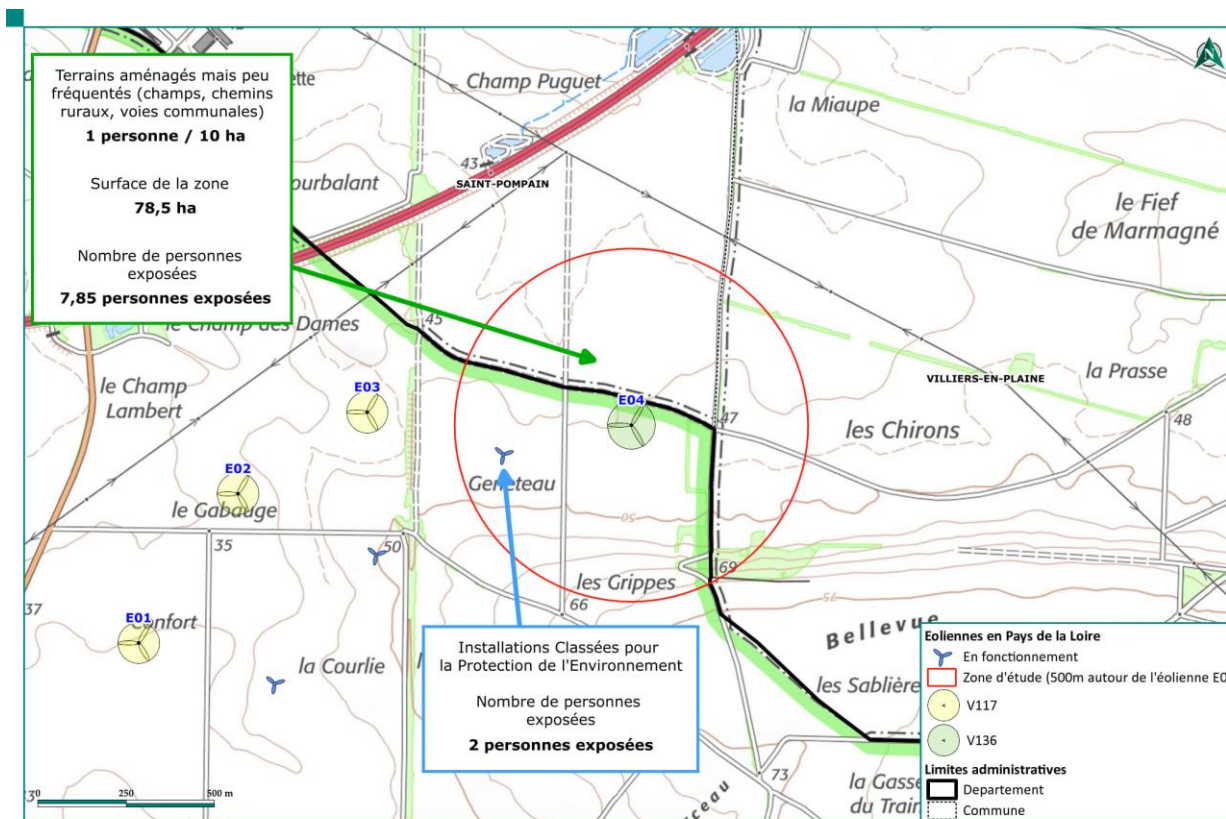 Terrains aménagés mais peu
fréquentés (champs, chemins
ruraux, voies communales)
1 personne / 10 ha
Surface de la zone
78,5 ha
Nombre de personnes
exposées
7,85 personnes exposées
Champ Puguet
la Miaupe
43
SAINT-POMPAIN
le Fief
de Marmagné
le Champ des Dames
45
VILLIERS-EN-PLAINE
la Prasse
le Champ
Lambert
E03
E04
47
48
les Chirons
E02
le Gabauge
Geneteau
50
35
50
les Grippes
69
66
37
E01
Confort
75
la Courlie
Bellevue
les Sablière
Installations Classées pour
la Protection de l'Environnement
Nombre de personnes
exposées
2 personnes exposées
73
la Gasse
du Train
Eoliennes en Pays de la Loire
En fonctionnement
Zone d'étude (500m autour de l'éolienne E0
V117
V136
Limites administratives
Departement
Commune
0 250 500 m